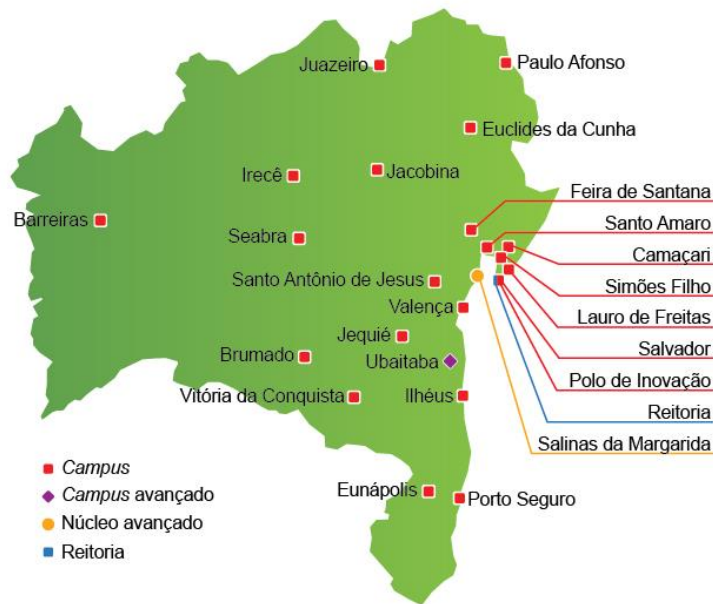 Juazeiro
Paulo Afonso
Euclides da Cunha
Jacobina
Irecê
Feira de Santana
Barreiras
Santo Amaro
Seabra
Camaçari
Santo Antônio de Jesus
Simões Filho
Valença
Lauro de Freitas
Jequié
Salvador
Brumado
Ubaitaba
Polo de Inovação
Vitória da Conquista
Ilhéus
Reitoria
Salinas da Margarida
Campus
Campus avançado
Núcleo avançado
Reitoria
Eunápolis
Porto Seguro